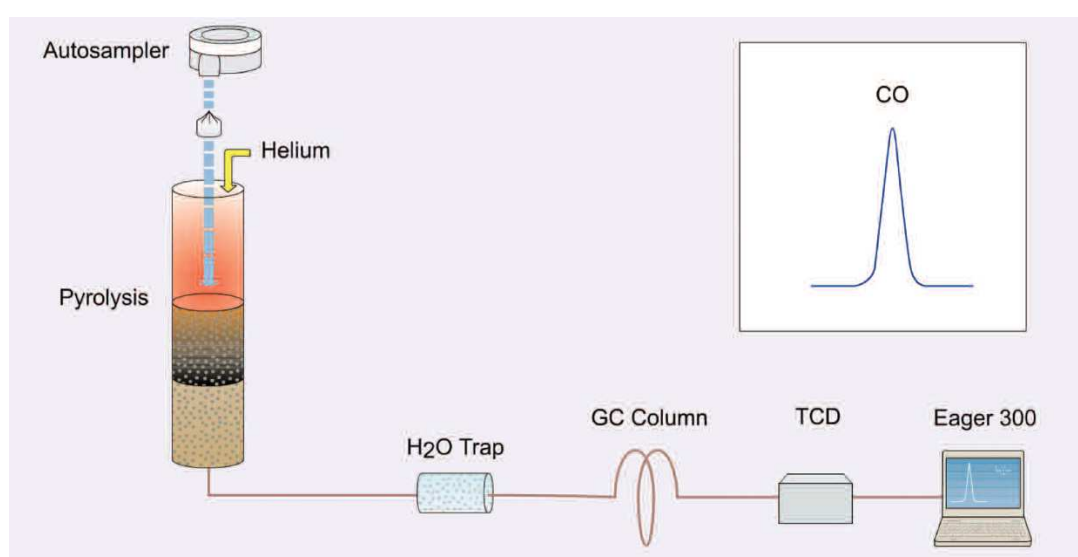 Autosampler
CO
Helium
Pyrolysis
GC Column
TCD
Eager 300
H2O Trap